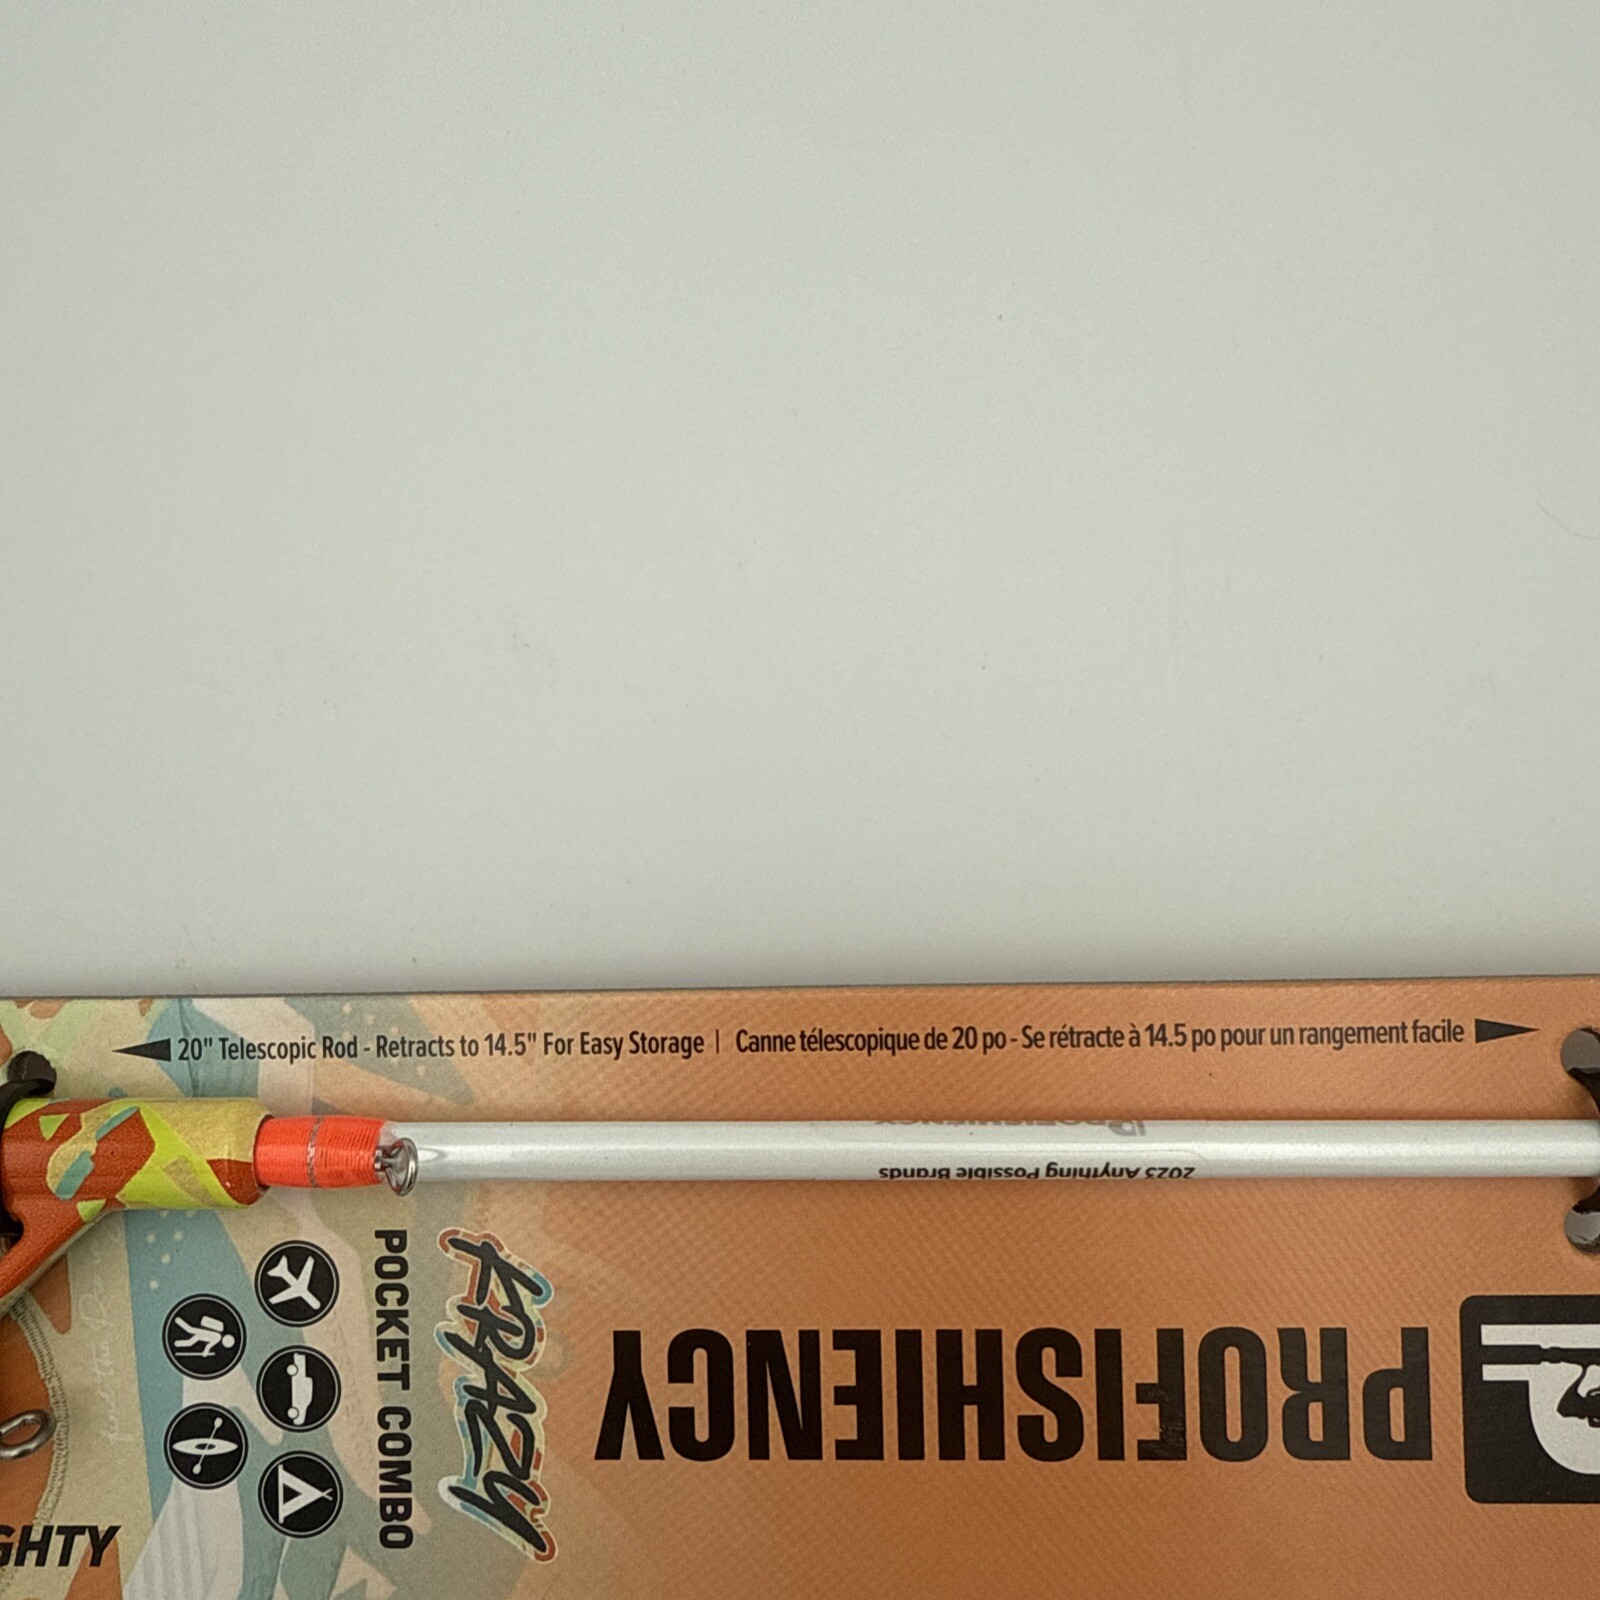 20" Telescopic Rod - Retracts to 14.5" For Easy Storage | Canne télescopique de 20 po - Se rétracte à 14.5 po pour un rangement facile
PROFISHIENCY
2023 Anything Possible Brands
PROFISHIENCY
KRAZY
POCKET COMBO
GHTY